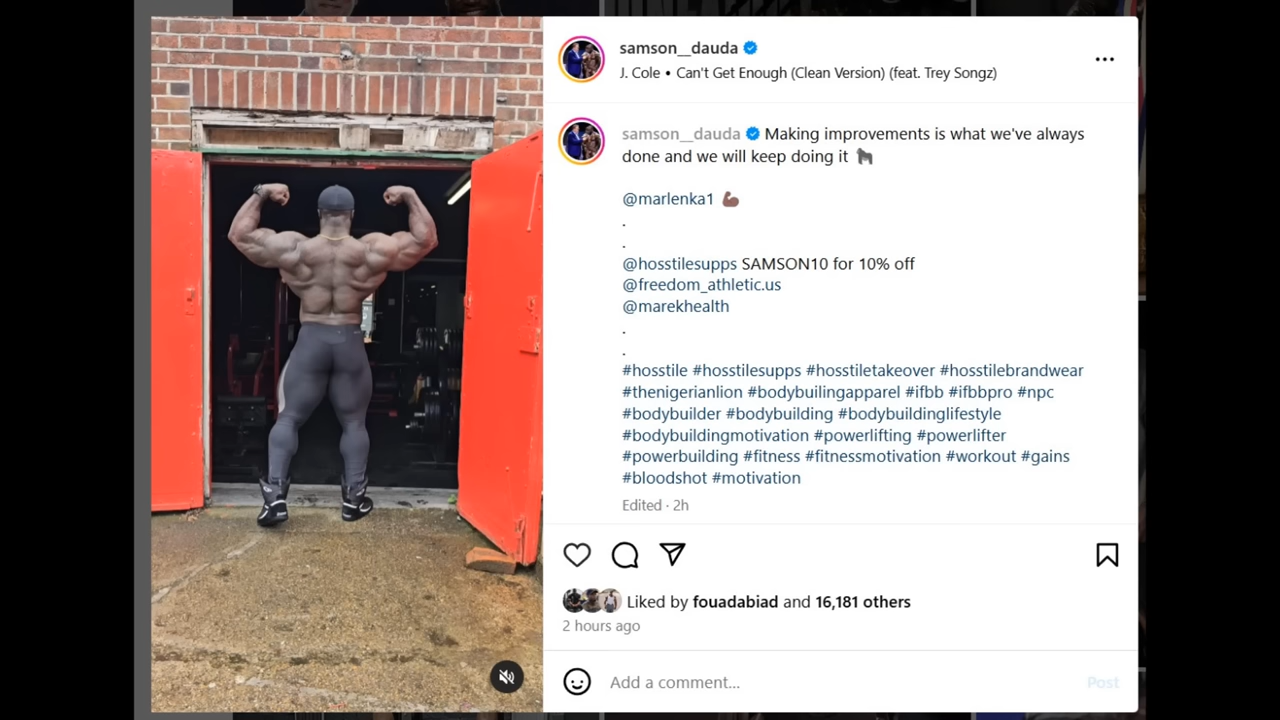 samson__dauda
J. Cole • Can't Get Enough (Clean Version) (feat. Trey Songz)
samson__dauda Making improvements is what we've always
done and we will keep doing it 🦍
@marlenka1 💪🏾
.
.
@hosstilesupps SAMSON10 for 10% off
@freedom_athletic.us
@marekhealth
.
.
#hosstile #hosstilesupps #hosstiletakeover #hosstilebrandwear
#thenigerianlion #bodybuilingapparel #ifbb #ifbbpro #npc
#bodybuilder #bodybuilding #bodybuildinglifestyle
#bodybuildingmotivation #powerlifting #powerlifter
#powerbuilding #fitness #fitnessmotivation #workout #gains
#bloodshot #motivation
Edited · 2h
Liked by fouadabiad and 16,181 others
2 hours ago
Add a comment...
Post